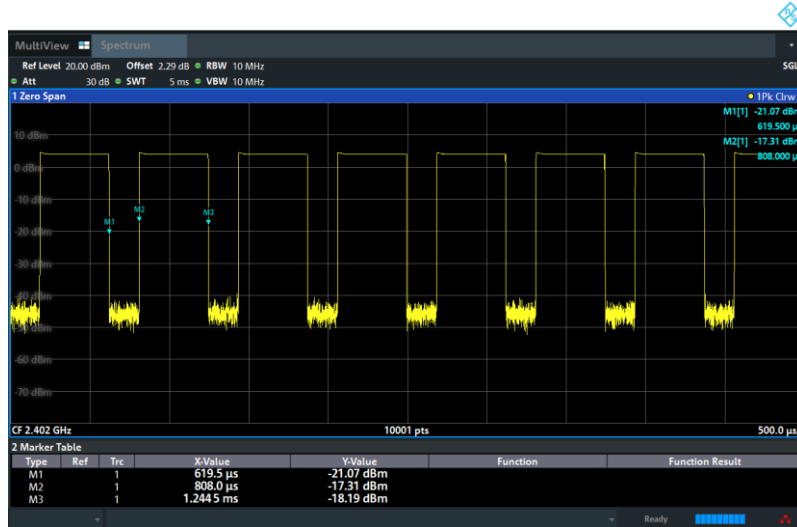 R S
MultiView Spectrum
Ref Level 20.00 dBm Offset 2.29 dB RBW 10 MHz SGL
Att 30 dB SWT 5 ms VBW 10 MHz
1 Zero Span 1Pk Clrw
M1[1] -21.07 dBm
619.500 µ
10 dBm
M2[1] -17.31 dBm
808.000 µ
0 dBm
-10 dBm
M1 M2 M3
-20 dBm
-30 dBm
-40 dBm
-50 dBm
-60 dBm
-70 dBm
CF 2.402 GHz 10001 pts 500.0 µ
2 Marker Table
Type Ref Trc X-Value Y-Value Function Function Result
M1 1 619.5 µs -21.07 dBm
M2 1 808.0 µs -17.31 dBm
M3 1 1.2445 ms -18.19 dBm
Ready